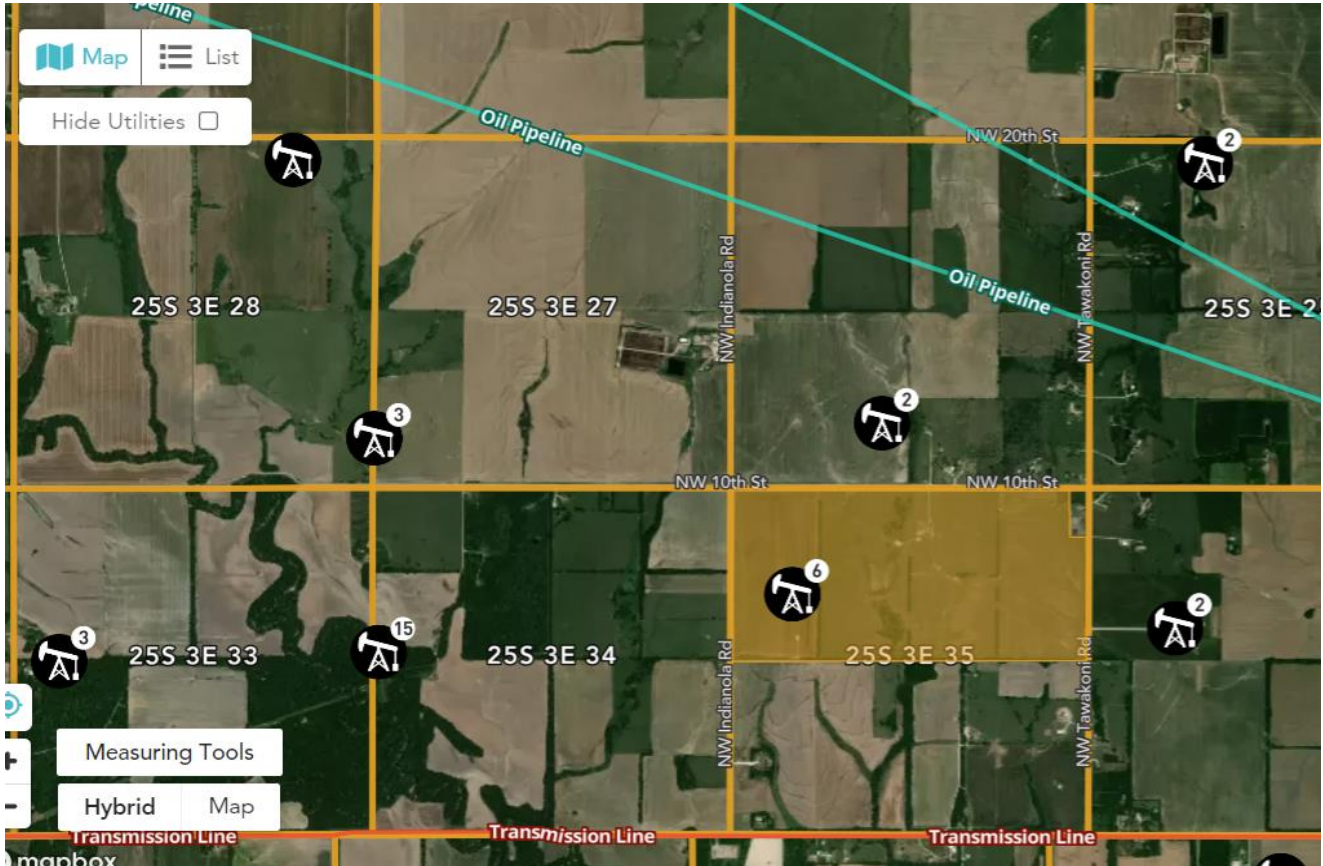 peline
Map
List
Hide Utilities
Oil Pipeline
NW 20th St
2
NW Indianola Rd
Oil Pipeline
NW Tawakoni Rd
25S 3E 28
25S 3E 27
25S 3E 2
3
2
NW 10th St
NW 10th St
6
2
15
3
25S 3E 33
25S 3E 34
25S 3E 35
NW Indianola Rd
NW Tawakoni Rd
Measuring Tools
Hybrid
Map
Transmission Line
Transmission Line
Transmission Line
mapbox